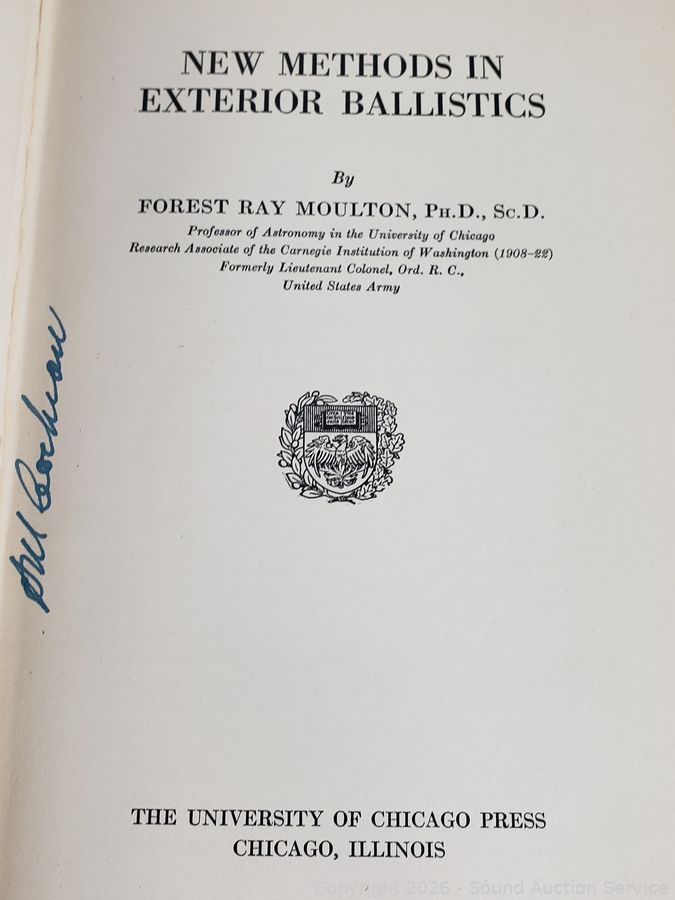 NEW METHODS IN
EXTERIOR BALLISTICS
By
FOREST RAY MOULTON, Ph.D., Sc.D.
Professor of Astronomy in the University of Chicago
Research Associate of the Carnegie Institution of Washington (1908–22)
Formerly Lieutenant Colonel, Ord. R. C.,
United States Army
Cochran
THE UNIVERSITY OF CHICAGO PRESS
CHICAGO, ILLINOIS
Copyright 2026 - Sound Auction Service